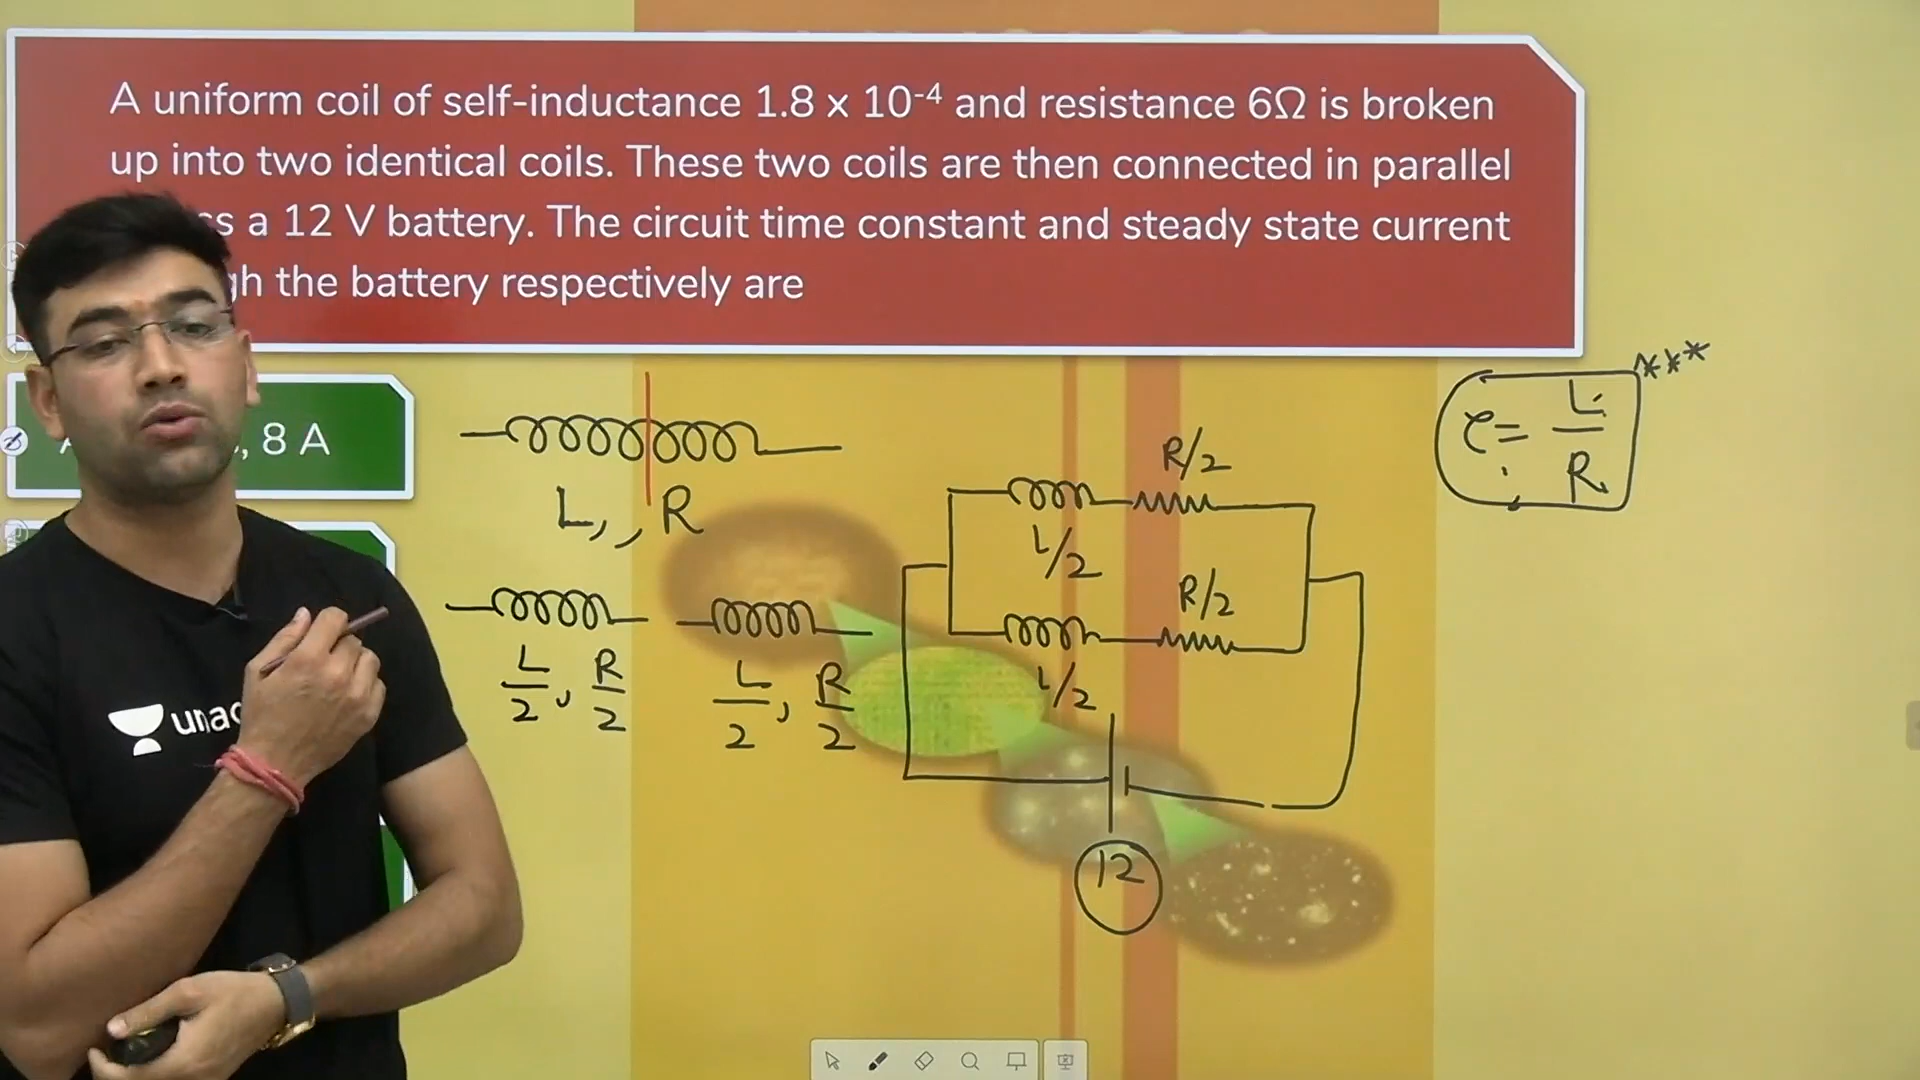 A uniform coil of self-inductance 1.8 x 10⁻⁴ and resistance 6Ω is broken
up into two identical coils. These two coils are then connected in parallel
a 12 V battery. The circuit time constant and steady state current
the battery respectively are
8 A
L, R
L/2, R/2
L/2, R/2
R/2
L/2
R/2
L/2
12
τ = L/R
***